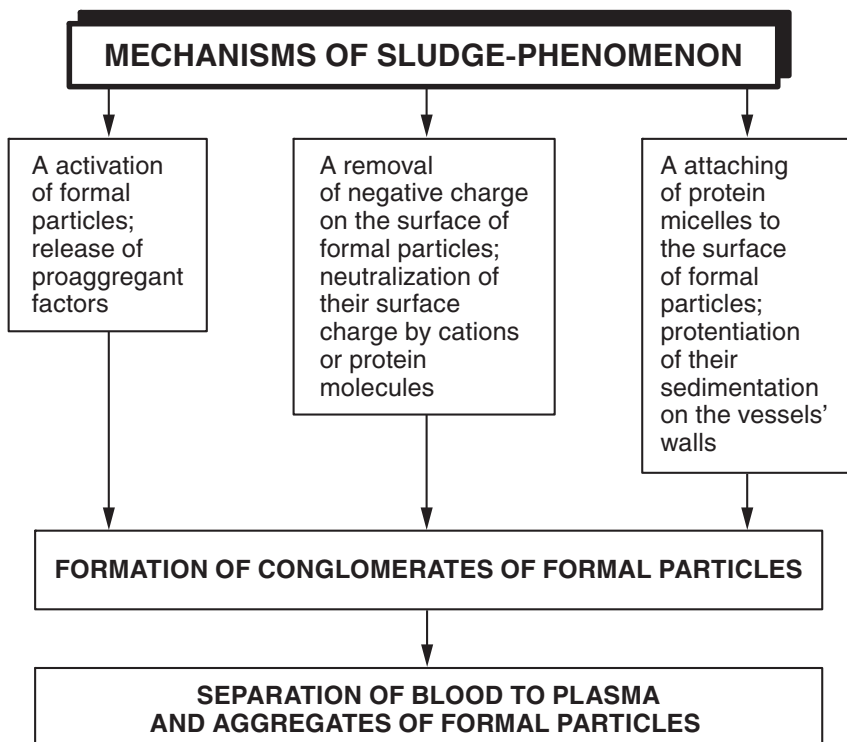 MECHANISMS OF SLUDGE-PHENOMENON
A activation
of formal
particles;
release of
proaggregant
factors
A removal
of negative charge
on the surface of
formal particles;
neutralization of
their surface
charge by cations
or protein
molecules
A attaching
of protein
micelles to
the surface
of formal
particles;
protentiation
of their
sedimentation
on the vessels’
walls
FORMATION OF CONGLOMERATES OF FORMAL PARTICLES
SEPARATION OF BLOOD TO PLASMA
AND AGGREGATES OF FORMAL PARTICLES